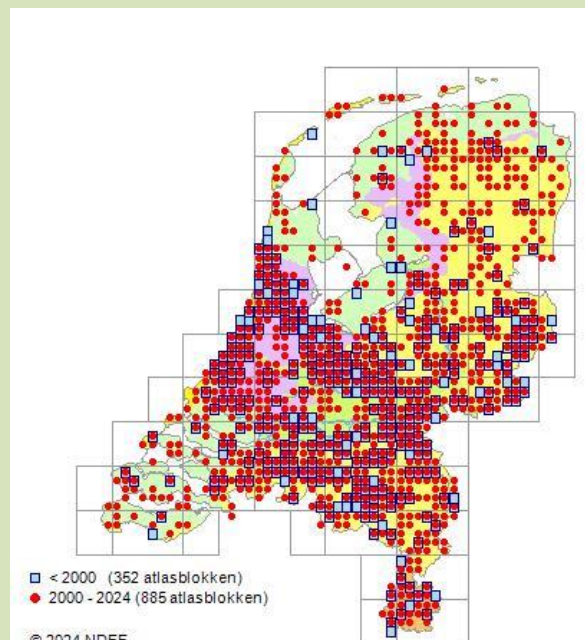 < 2000 (352 atlasblokken)
2000 - 2024 (885 atlasblokken)
© 2024 NDFF